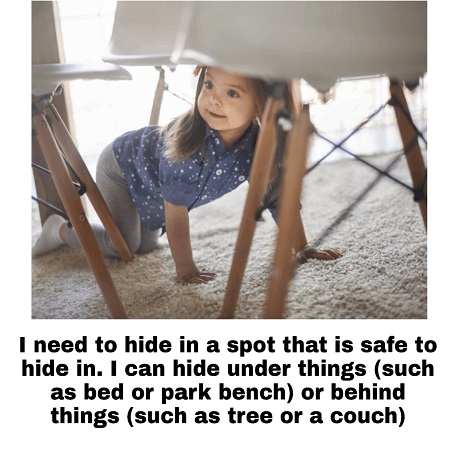 I need to hide in a spot that is safe to
hide in. I can hide under things (such
as bed or park bench) or behind
things (such as tree or a couch)